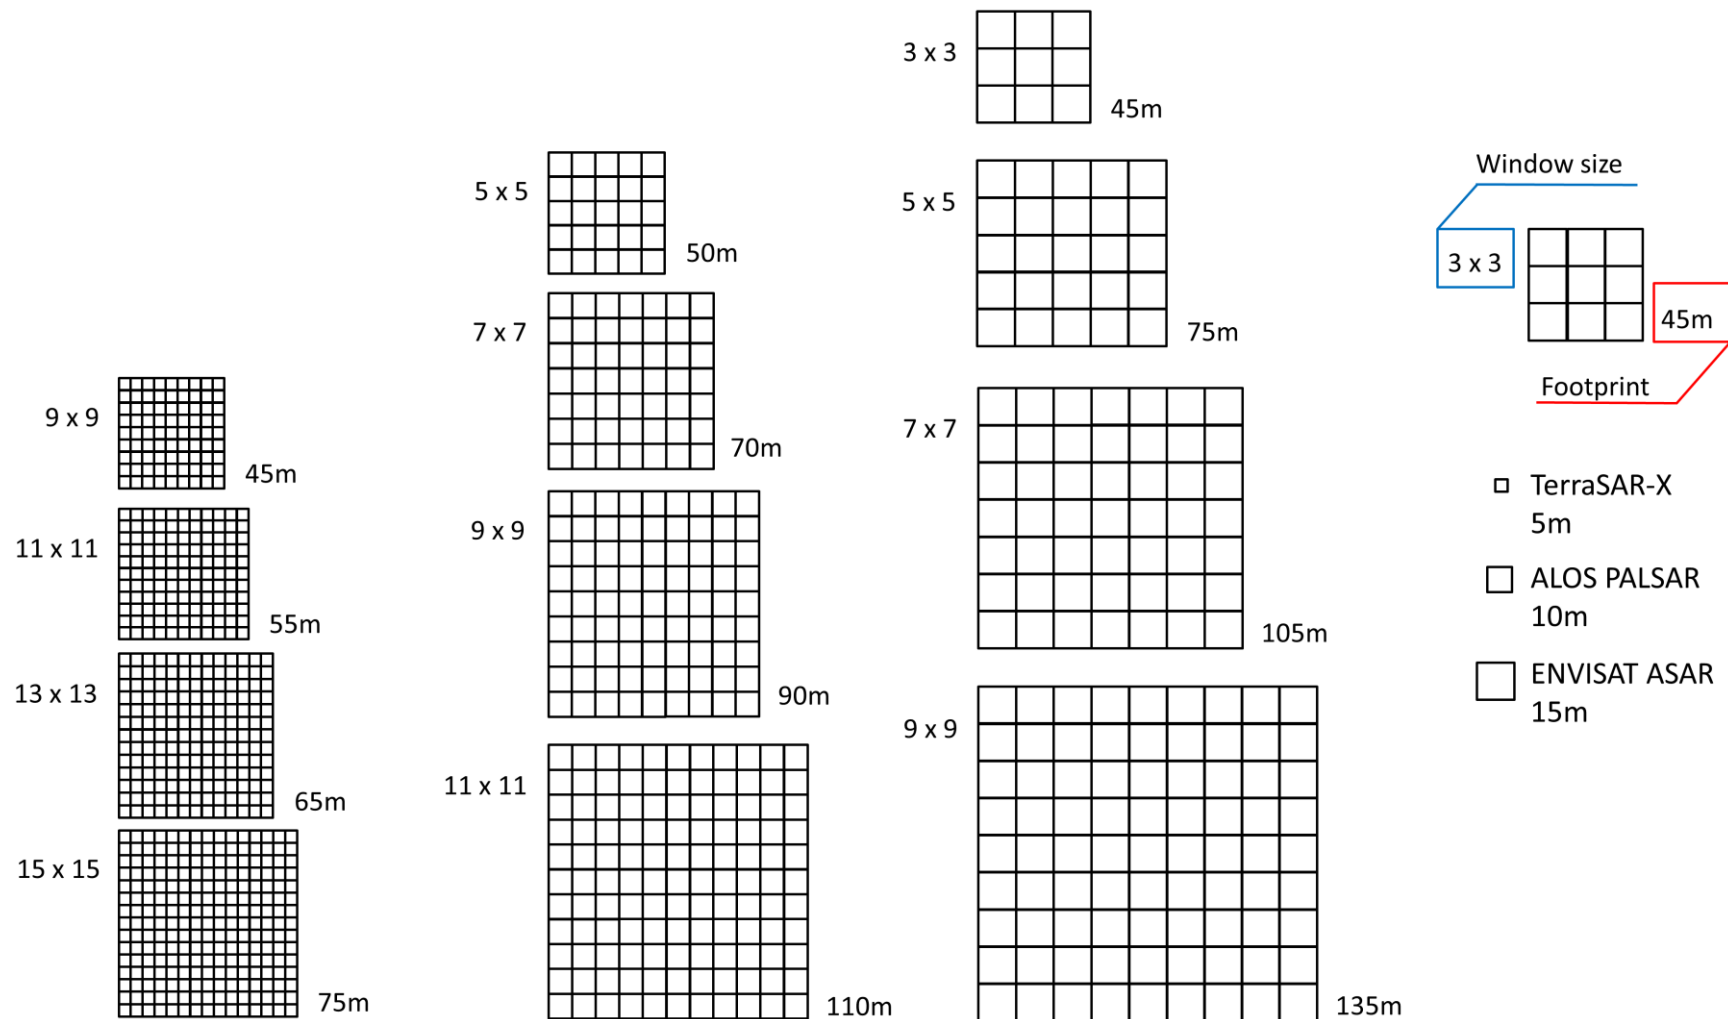 9 x 9
45m
11 x 11
55m
13 x 13
65m
15 x 15
75m
5 x 5
50m
7 x 7
70m
9 x 9
90m
11 x 11
110m
3 x 3
45m
5 x 5
75m
7 x 7
105m
9 x 9
135m
Window size
3 x 3
45m
Footprint
TerraSAR-X
5m
ALOS PALSAR
10m
ENVISAT ASAR
15m